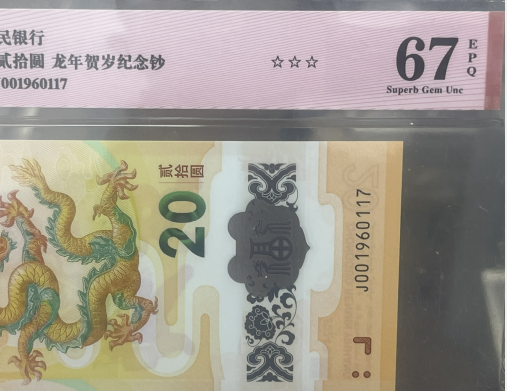 民银行
贰拾圆 龙年贺岁纪念钞
J001960117
☆☆☆
67
EPQ
Superb Gem Unc
贰拾圆
20
J001960117